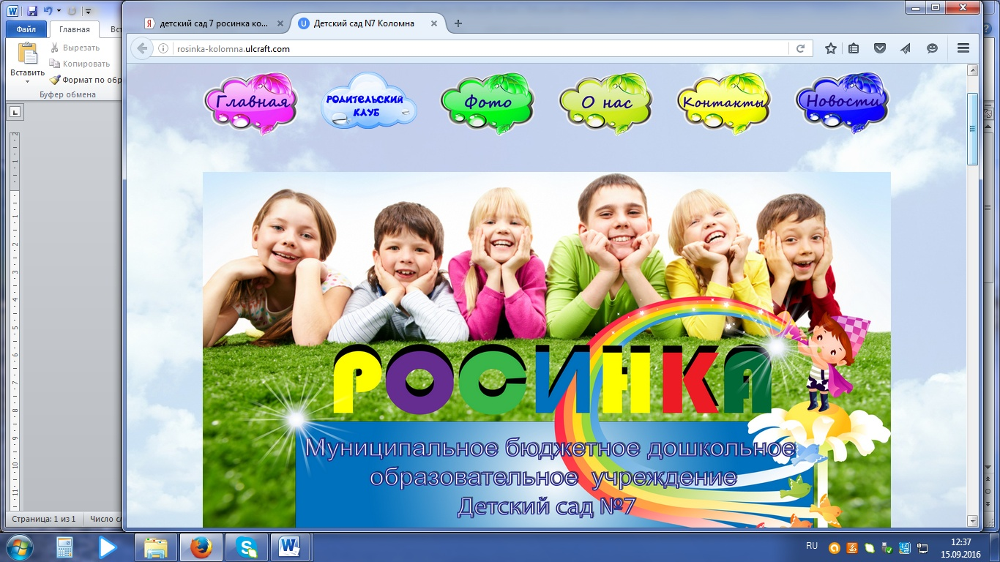 Файл
Главная
Вст
Вставить
Вырезать
Копировать
Формат по обр
Буфер обмена
детский сад 7 росинка ко...
Детский сад N7 Коломна
rosinka-kolomna.ulcraft.com
Главная
РОДИТЕЛЬСКИЙ
КЛУБ
Фото
О нас
Контакты
Новости
РОСИНКА
Муниципальное бюджетное дошкольное
образовательное учреждение
Детский сад №7
Страница: 1 из 1
Число сл
RU
12:37
15.09.2016